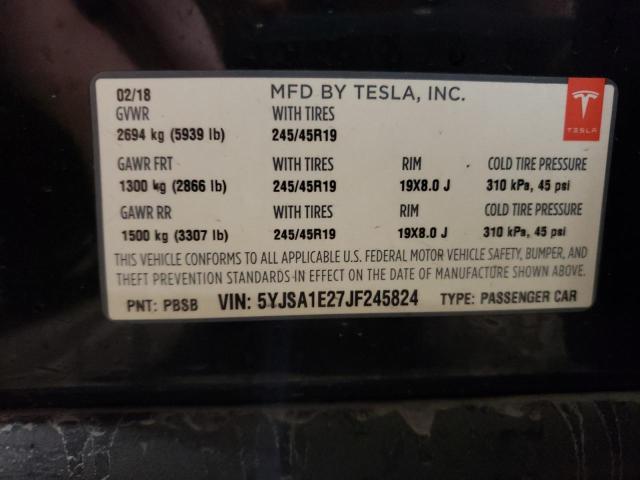 02/18 MFD BY TESLA, INC.
GVWR WITH TIRES
2694 kg (5939 lb) 245/45R19
TESLA
GAWR FRT WITH TIRES RIM COLD TIRE PRESSURE
1300 kg (2866 lb) 245/45R19 19X8.0 J 310 kPa, 45 psi
GAWR RR WITH TIRES RIM COLD TIRE PRESSURE
1500 kg (3307 lb) 245/45R19 19X8.0 J 310 kPa, 45 psi
THIS VEHICLE CONFORMS TO ALL APPLICABLE U.S. FEDERAL MOTOR VEHICLE SAFETY, BUMPER, AND
THEFT PREVENTION STANDARDS IN EFFECT ON THE DATE OF MANUFACTURE SHOWN ABOVE.
PNT: PBSB VIN: 5YJSA1E27JF245824 TYPE: PASSENGER CAR